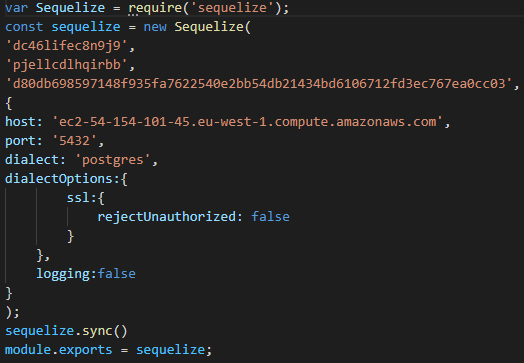 var Sequelize = require('sequelize');
const sequelize = new Sequelize(
'dc46lifec8n9j9',
'pjellcdlhqirbb',
'd80db698597148f935fa7622540e2bb54db21434bd6106712fd3ec767ea0cc03',
{
host: 'ec2-54-154-101-45.eu-west-1.compute.amazonaws.com',
port: '5432',
dialect: 'postgres',
dialectOptions:{
ssl:{
rejectUnauthorized: false
}
},
logging:false
}
);
sequelize.sync()
module.exports = sequelize;